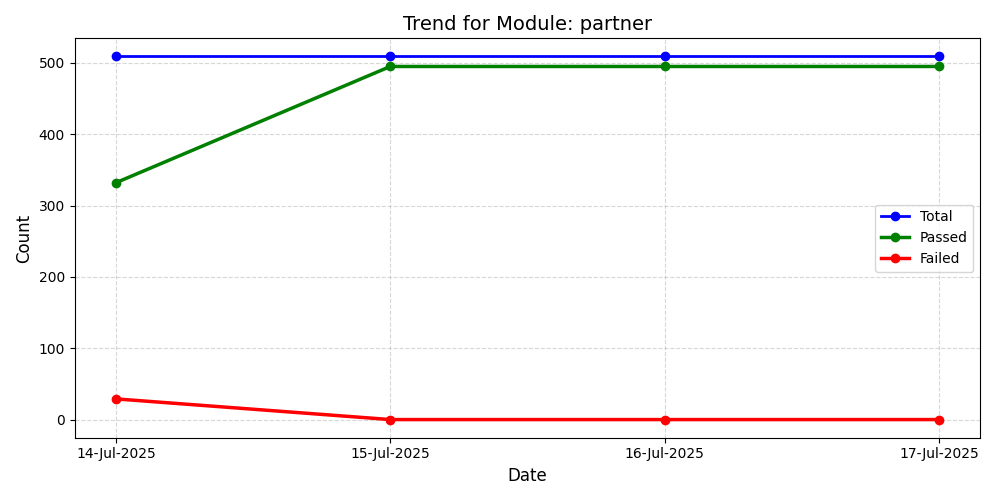 Trend for Module: partner
500
400
300
200
100
0
Count
Total
Passed
Failed
14-Jul-2025
15-Jul-2025
16-Jul-2025
17-Jul-2025
Date